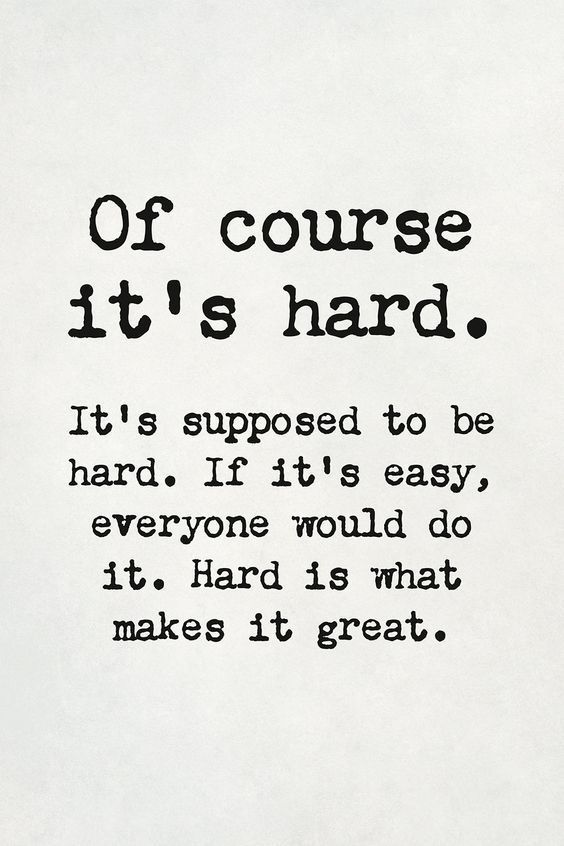 Of course
it's hard.
It's supposed to be
hard. If it's easy,
everyone would do
it. Hard is what
makes it great.